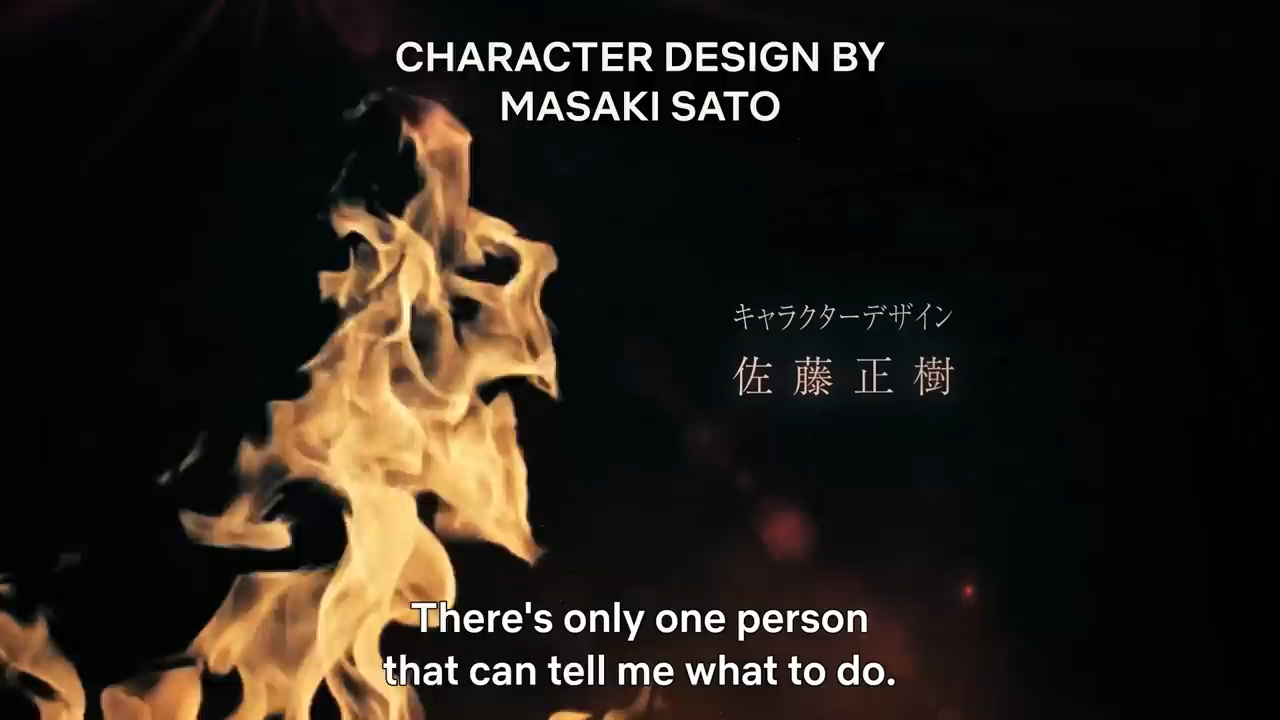 CHARACTER DESIGN BY
MASAKI SATO
キャラクターデザイン
佐藤正樹
There's only one person
that can tell me what to do.